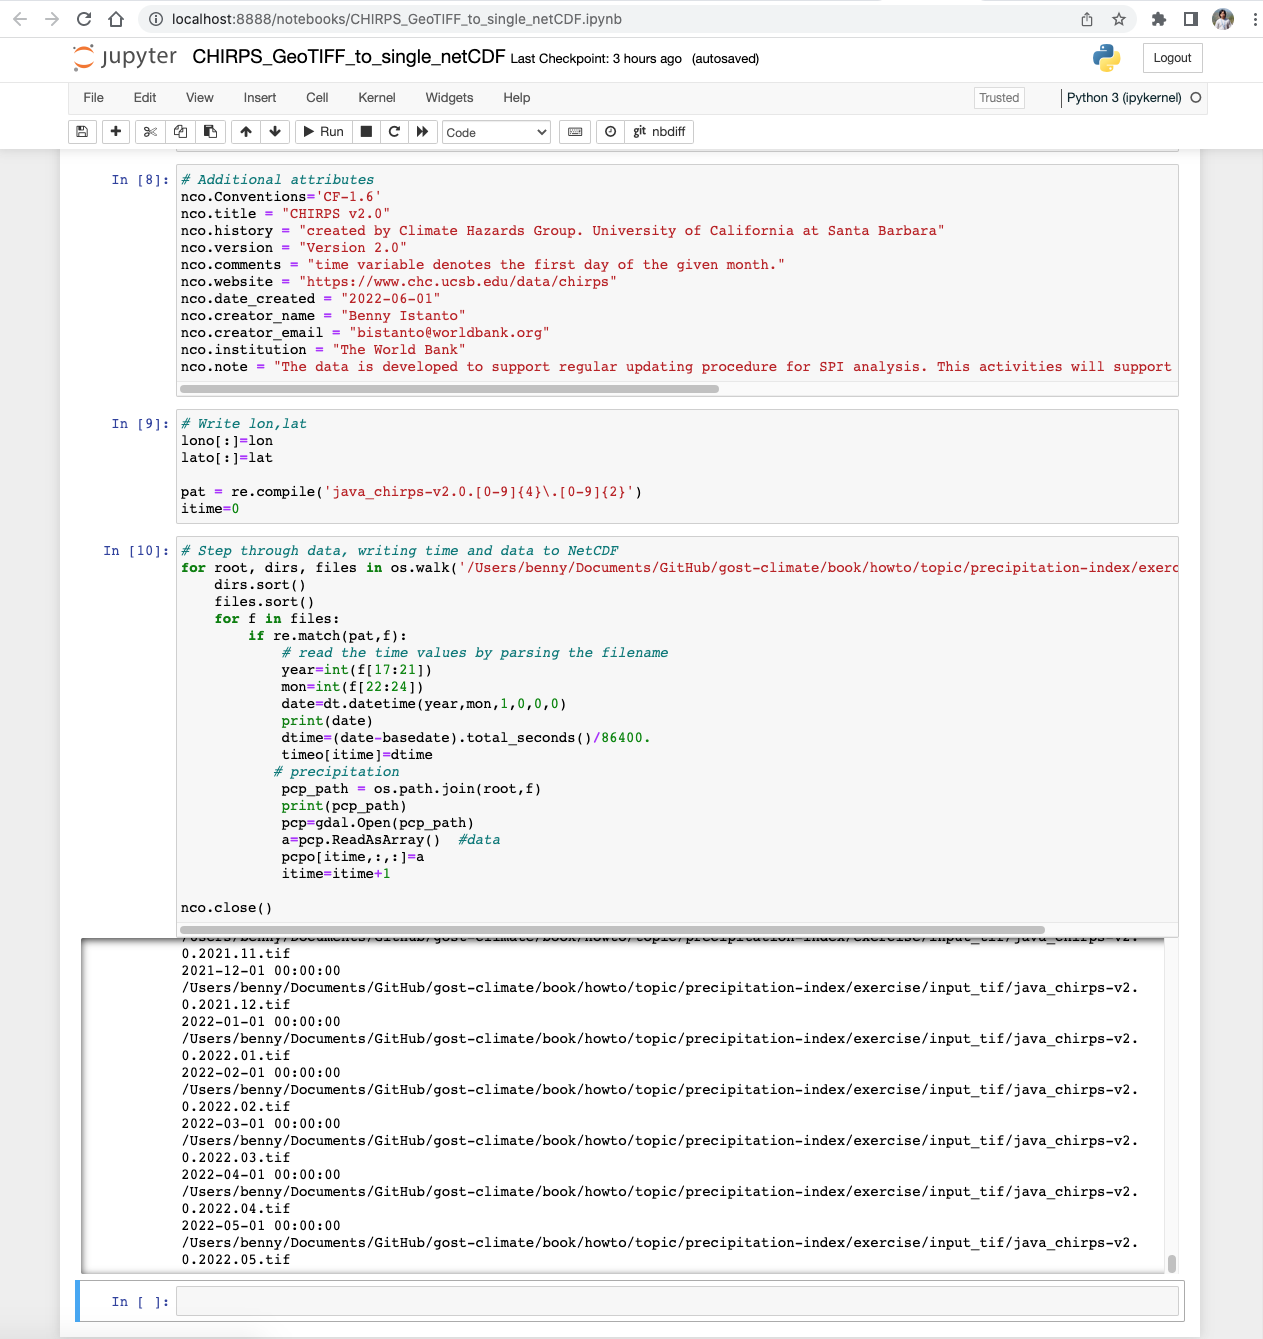 localhost:8888/notebooks/CHIRPS_GeoTIFF_to_single_netCDF.ipynb
jupyter CHIRPS_GeoTIFF_to_single_netCDF Last Checkpoint: 3 hours ago (autosaved) Logout
File Edit View Insert Cell Kernel Widgets Help Trusted Python 3 (ipykernel)
Run Code git nbdiff
In [8]: # Additional attributes
nco.Conventions='CF-1.6'
nco.title = "CHIRPS v2.0"
nco.history = "created by Climate Hazards Group. University of California at Santa Barbara"
nco.version = "Version 2.0"
nco.comments = "time variable denotes the first day of the given month."
nco.website = "https://www.chc.ucsb.edu/data/chirps"
nco.date_created = "2022-06-01"
nco.creator_name = "Benny Istanto"
nco.creator_email = "bistanto@worldbank.org"
nco.institution = "The World Bank"
nco.note = "The data is developed to support regular updating procedure for SPI analysis. This activities will support
In [9]: # Write lon,lat
lono[:]=lon
lato[:]=lat
pat = re.compile('java_chirps-v2.0.[0-9]{4}\.[0-9]{2}')
itime=0
In [10]: # Step through data, writing time and data to NetCDF
for root, dirs, files in os.walk('/Users/benny/Documents/GitHub/gost-climate/book/howto/topic/precipitation-index/exerc
    dirs.sort()
    files.sort()
    for f in files:
        if re.match(pat,f):
            # read the time values by parsing the filename
            year=int(f[17:21])
            mon=int(f[22:24])
            date=dt.datetime(year,mon,1,0,0,0)
            print(date)
            dtime=(date-basedate).total_seconds()/86400.
            timeo[itime]=dtime
           # precipitation
            pcp_path = os.path.join(root,f)
            print(pcp_path)
            pcp=gdal.Open(pcp_path)
            a=pcp.ReadAsArray()  #data
            pcpo[itime,:,:]=a
            itime=itime+1
nco.close()
/Users/benny/Documents/GitHub/gost-climate/book/howto/topic/precipitation-index/exercise/input_tif/java_chirps-v2.
0.2021.11.tif
2021-12-01 00:00:00
/Users/benny/Documents/GitHub/gost-climate/book/howto/topic/precipitation-index/exercise/input_tif/java_chirps-v2.
0.2021.12.tif
2022-01-01 00:00:00
/Users/benny/Documents/GitHub/gost-climate/book/howto/topic/precipitation-index/exercise/input_tif/java_chirps-v2.
0.2022.01.tif
2022-02-01 00:00:00
/Users/benny/Documents/GitHub/gost-climate/book/howto/topic/precipitation-index/exercise/input_tif/java_chirps-v2.
0.2022.02.tif
2022-03-01 00:00:00
/Users/benny/Documents/GitHub/gost-climate/book/howto/topic/precipitation-index/exercise/input_tif/java_chirps-v2.
0.2022.03.tif
2022-04-01 00:00:00
/Users/benny/Documents/GitHub/gost-climate/book/howto/topic/precipitation-index/exercise/input_tif/java_chirps-v2.
0.2022.04.tif
2022-05-01 00:00:00
/Users/benny/Documents/GitHub/gost-climate/book/howto/topic/precipitation-index/exercise/input_tif/java_chirps-v2.
0.2022.05.tif
In [ ]: